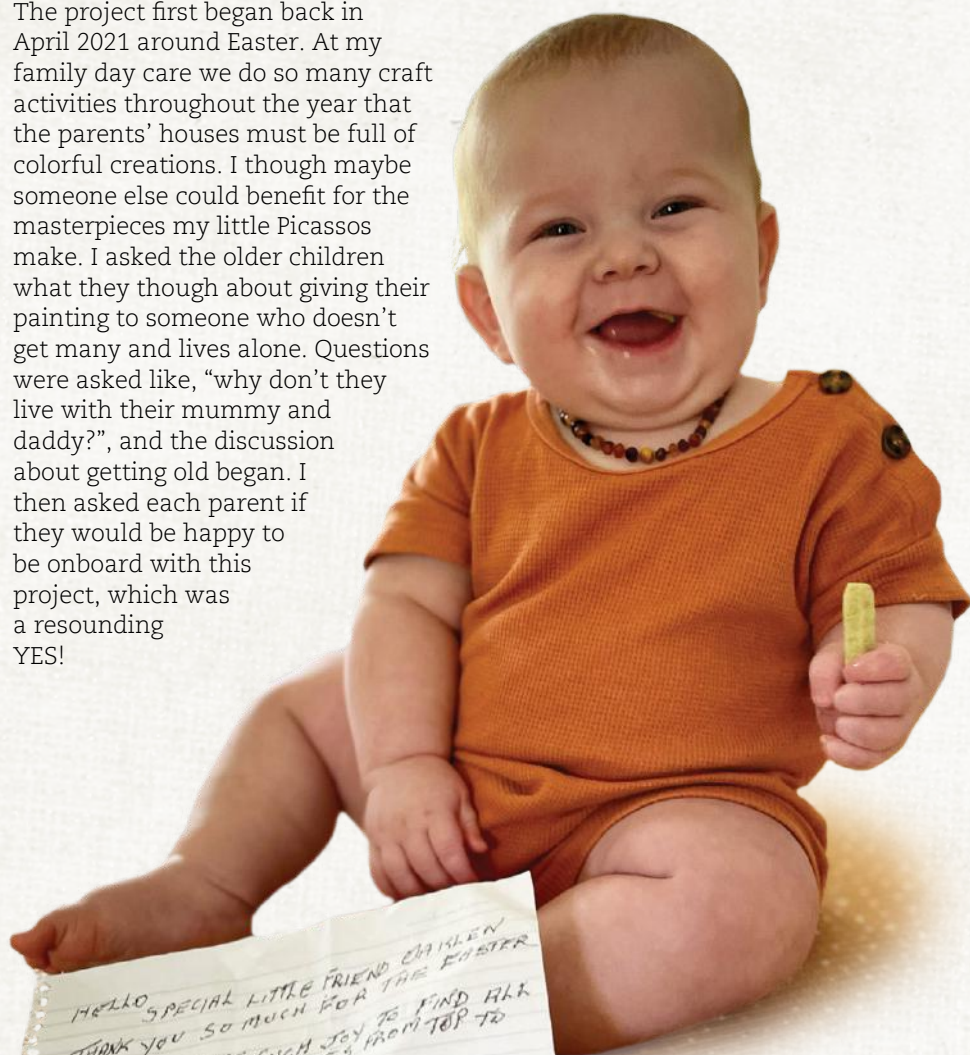 The project first began back in
April 2021 around Easter. At my
family day care we do so many craft
activities throughout the year that
the parents’ houses must be full of
colorful creations. I though maybe
someone else could benefit for the
masterpieces my little Picassos
make. I asked the older children
what they though about giving their
painting to someone who doesn’t
get many and lives alone. Questions
were asked like, “why don’t they
live with their mummy and
daddy?”, and the discussion
about getting old began. I
then asked each parent if
they would be happy to
be onboard with this
project, which was
a resounding
YES!
HELLO SPECIAL LITTLE FRIEND OAKLEN
THANK YOU SO MUCH FOR THE EASTER
SUCH JOY TO FIND ALL
FROM TOP TO